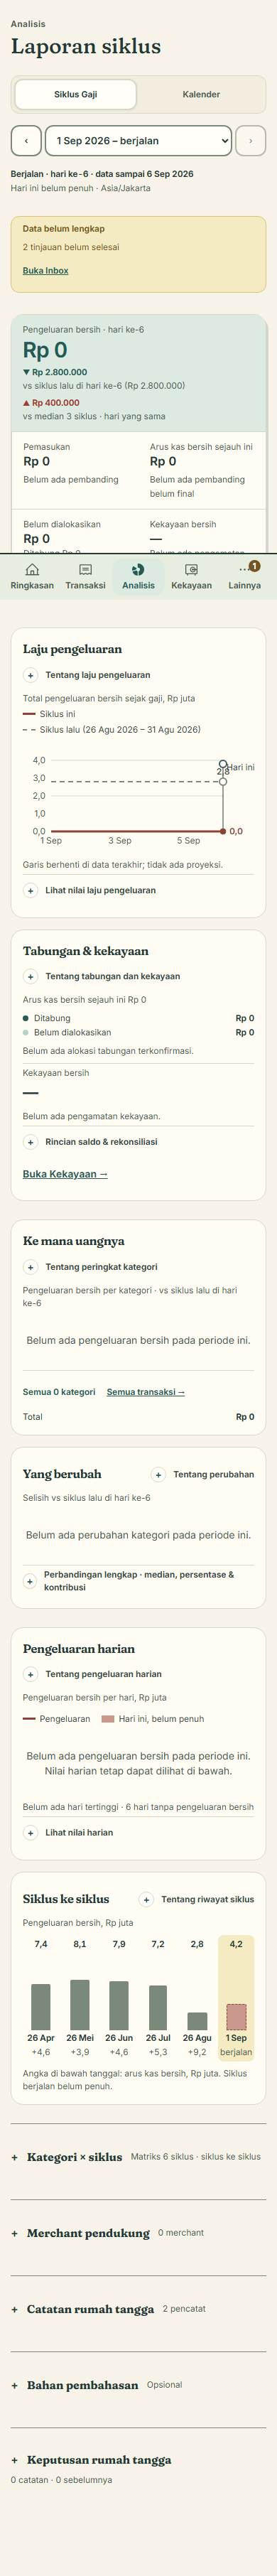 Analisis
Laporan siklus
Siklus Gaji
Kalender
‹
1 Sep 2026 – berjalan
›
Berjalan · hari ke-6 · data sampai 6 Sep 2026
Hari ini belum penuh · Asia/Jakarta
Data belum lengkap
2 tinjauan belum selesai
Buka Inbox
Pengeluaran bersih · hari ke-6
Rp 0
▼ Rp 2.800.000
vs siklus lalu di hari ke-6 (Rp 2.800.000)
▲ Rp 400.000
vs median 3 siklus · hari yang sama
Pemasukan
Rp 0
Belum ada pembanding
Arus kas bersih sejauh ini
Rp 0
Belum ada pembanding
belum final
Belum dialokasikan
Rp 0
Kekayaan bersih
—
Ringkasan
Transaksi
Analisis
Kekayaan
Lainnya
1
Laju pengeluaran
+ Tentang laju pengeluaran
Total pengeluaran bersih sejak gaji, Rp juta
Siklus ini
Siklus lalu (26 Agu 2026 – 31 Agu 2026)
4,0
3,0
2,0
1,0
0,0
Hari ini
2,8
0,0
1 Sep
3 Sep
5 Sep
Garis berhenti di data terakhir; tidak ada proyeksi.
+ Lihat nilai laju pengeluaran
Tabungan & kekayaan
+ Tentang tabungan dan kekayaan
Arus kas bersih sejauh ini Rp 0
Ditabung Rp 0
Belum dialokasikan Rp 0
Belum ada alokasi tabungan terkonfirmasi.
Kekayaan bersih
—
Belum ada pengamatan kekayaan.
+ Rincian saldo & rekonsiliasi
Buka Kekayaan →
Ke mana uangnya
+ Tentang peringkat kategori
Pengeluaran bersih per kategori · vs siklus lalu di hari
ke-6
Belum ada pengeluaran bersih pada periode ini.
Semua 0 kategori Semua transaksi →
Total Rp 0
Yang berubah
+ Tentang perubahan
Selisih vs siklus lalu di hari ke-6
Belum ada perubahan kategori pada periode ini.
+ Perbandingan lengkap · median, persentase &
kontribusi
Pengeluaran harian
+ Tentang pengeluaran harian
Pengeluaran bersih per hari, Rp juta
Pengeluaran Hari ini, belum penuh
Belum ada pengeluaran bersih pada periode ini.
Nilai harian tetap dapat dilihat di bawah.
Belum ada hari tertinggi · 6 hari tanpa pengeluaran bersih
+ Lihat nilai harian
Siklus ke siklus
+ Tentang riwayat siklus
Pengeluaran bersih, Rp juta
7,4 8,1 7,9 7,2 2,8 4,2
26 Apr 26 Mei 26 Jun 26 Jul 26 Agu 1 Sep
+4,6 +3,9 +4,6 +5,3 +9,2 berjalan
Angka di bawah tanggal: arus kas bersih, Rp juta. Siklus
berjalan belum penuh.
+ Kategori × siklus Matriks 6 siklus · siklus ke siklus
+ Merchant pendukung 0 merchant
+ Catatan rumah tangga 2 pencatat
+ Bahan pembahasan Opsional
+ Keputusan rumah tangga
0 catatan · 0 sebelumnya